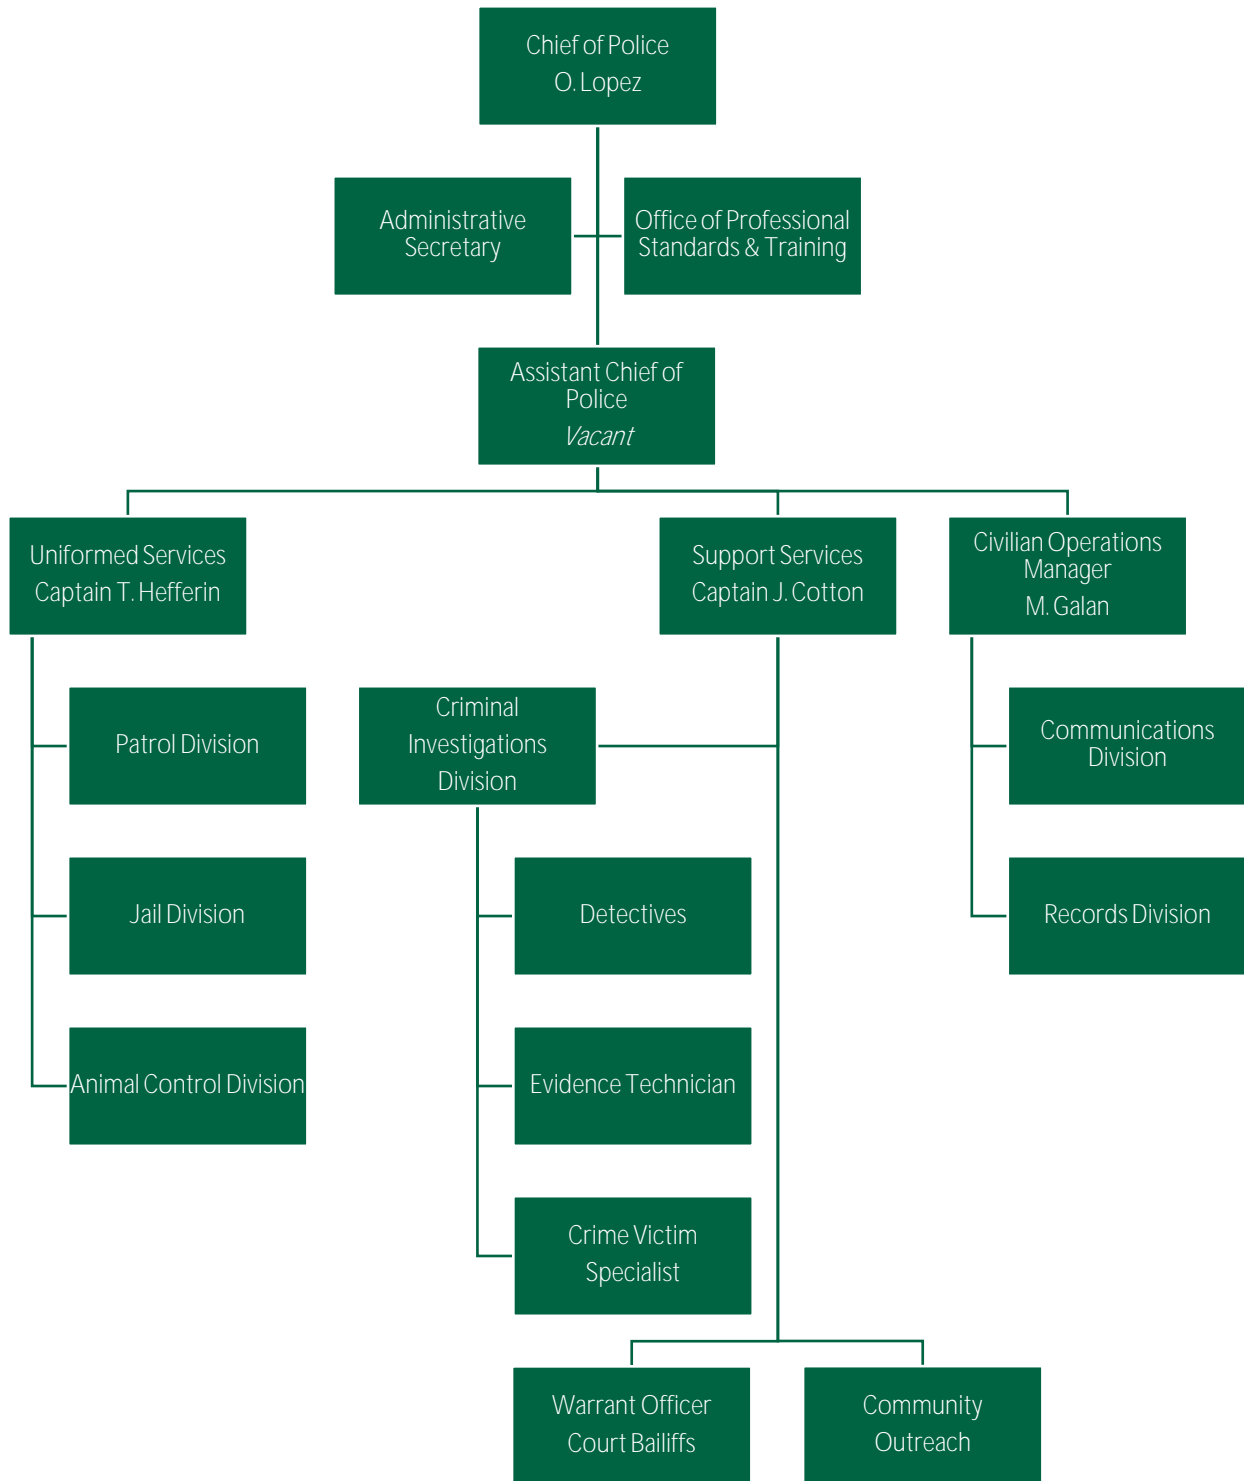 Chief of Police
O. Lopez
Administrative
Secretary
Office of Professional
Standards & Training
Assistant Chief of
Police
Vacant
Uniformed Services
Captain T. Hefferin
Support Services
Captain J. Cotton
Civilian Operations
Manager
M. Galan
Patrol Division
Criminal
Investigations
Division
Communications
Division
Jail Division
Detectives
Records Division
Animal Control Division
Evidence Technician
Crime Victim
Specialist
Warrant Officer
Court Bailiffs
Community
Outreach